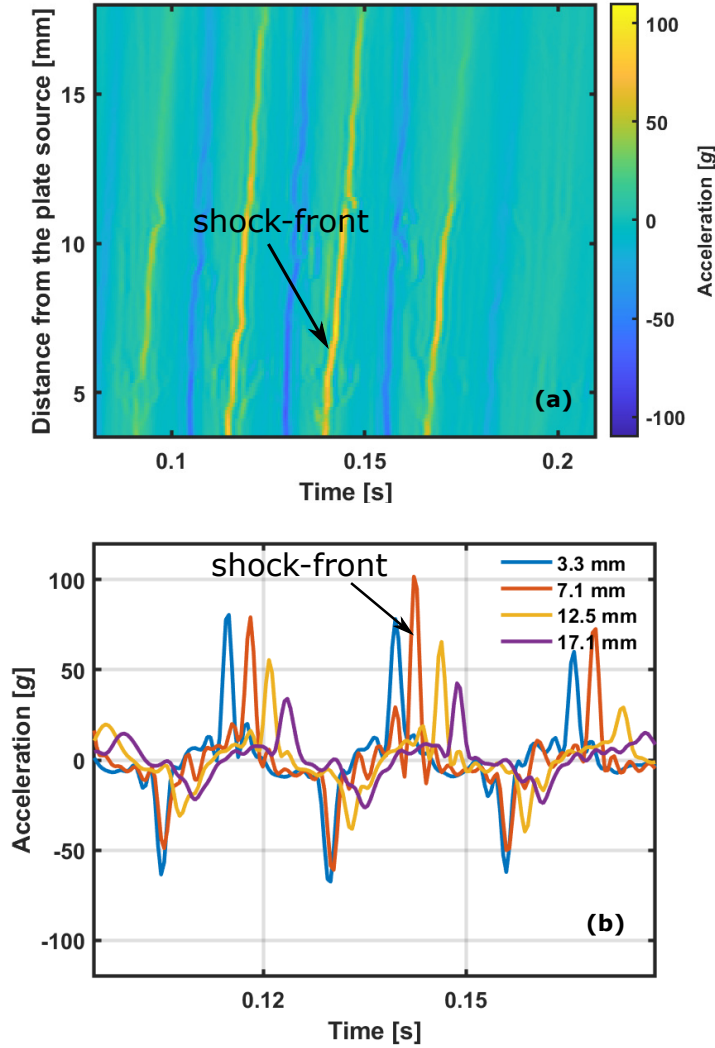 Distance from the plate source [mm]
15
10
5
shock-front
(a)
0.1
0.15
0.2
Time [s]
100
50
0
-50
-100
Acceleration [g]
shock-front
3.3 mm
7.1 mm
12.5 mm
17.1 mm
Acceleration [g]
100
50
0
-50
-100
(b)
0.12
0.15
Time [s]